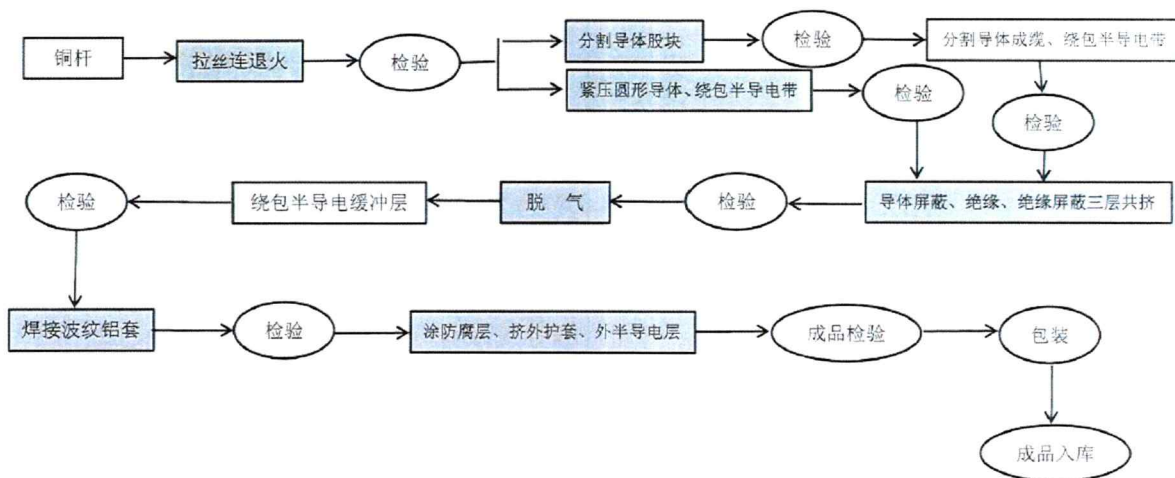 铜杆
拉丝连退火
检验
分割导体股块
检验
分割导体成缆、绕包半导电带
紧压圆形导体、绕包半导电带
检验
检验
导体屏蔽、绝缘、绝缘屏蔽三层共挤
检验
脱 气
绕包半导电缓冲层
检验
焊接波纹铝套
检验
涂防腐层、挤外护套、外半导电层
成品检验
包装
成品入库